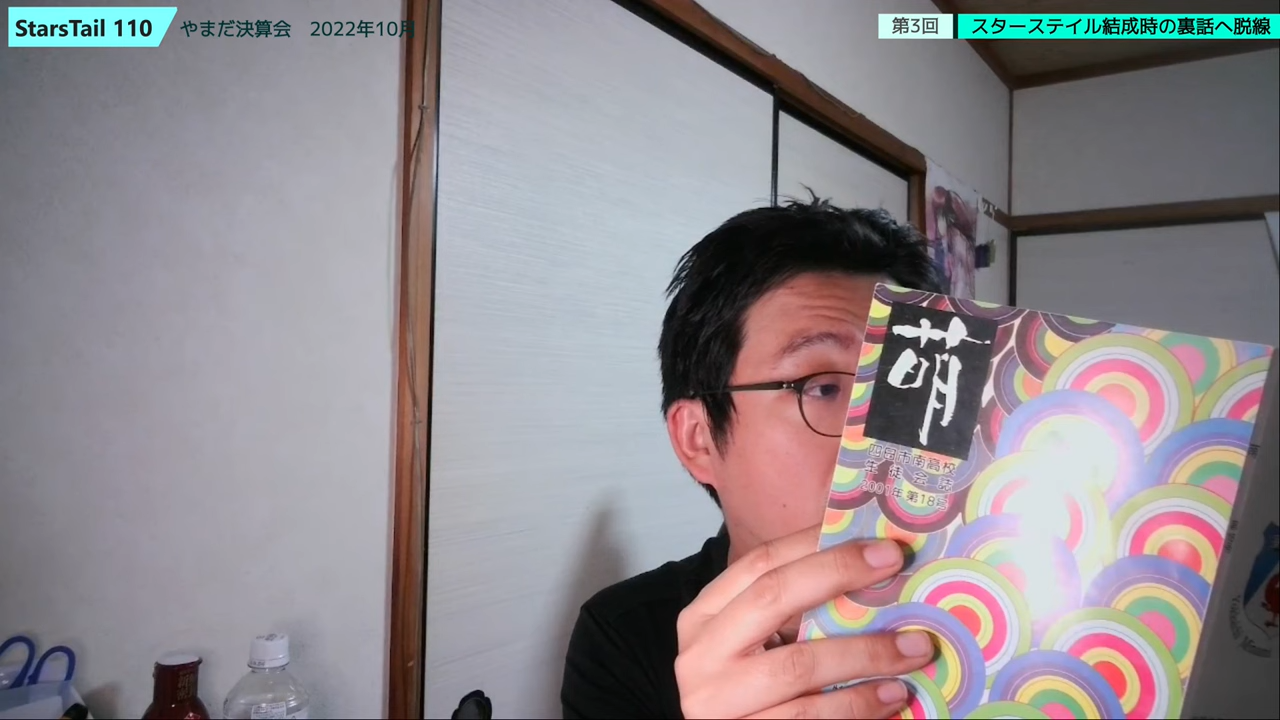 StarsTail 110
やまだ決算会　2022年10月
第3回
スターステイル結成時の裏話へ脱線
萌
四日市南高校
生徒会誌
2001年第18号